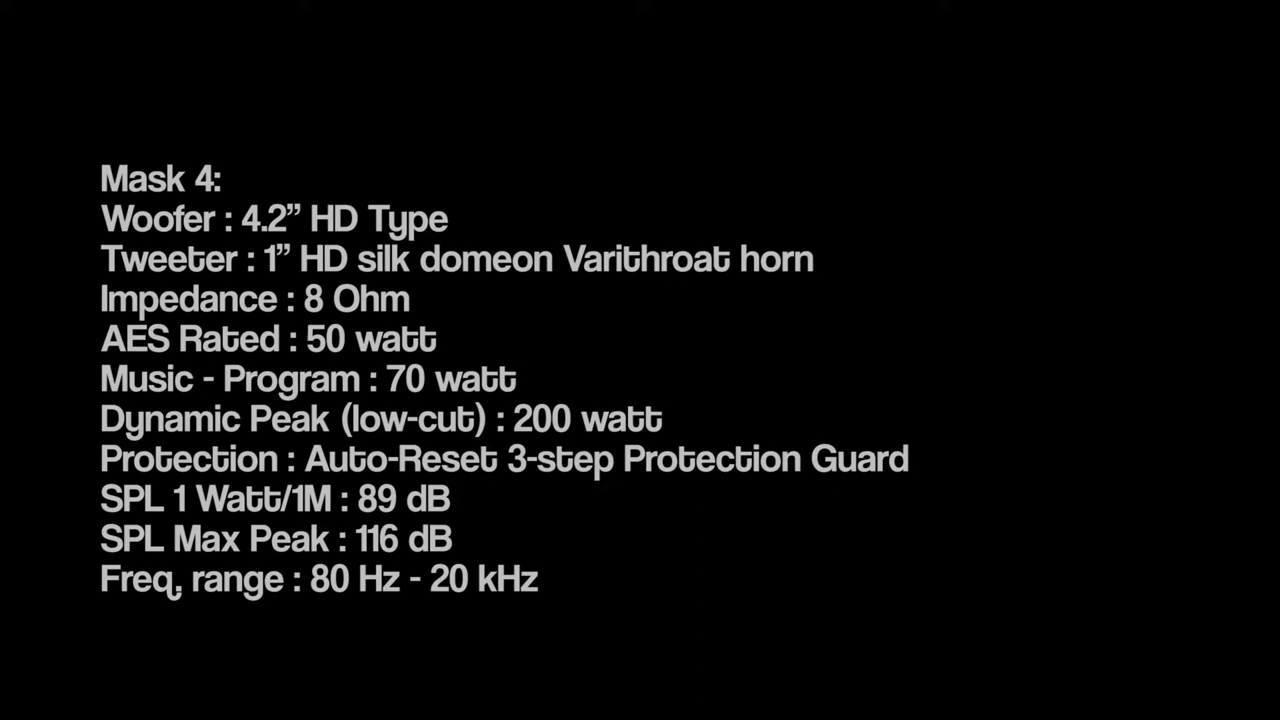 Mask 4:
Woofer : 4.2” HD Type
Tweeter : 1” HD silk domeon Varithroat horn
Impedance : 8 Ohm
AES Rated : 50 watt
Music - Program : 70 watt
Dynamic Peak (low-cut) : 200 watt
Protection : Auto-Reset 3-step Protection Guard
SPL 1 Watt/1M : 89 dB
SPL Max Peak : 116 dB
Freq. range : 80 Hz - 20 kHz